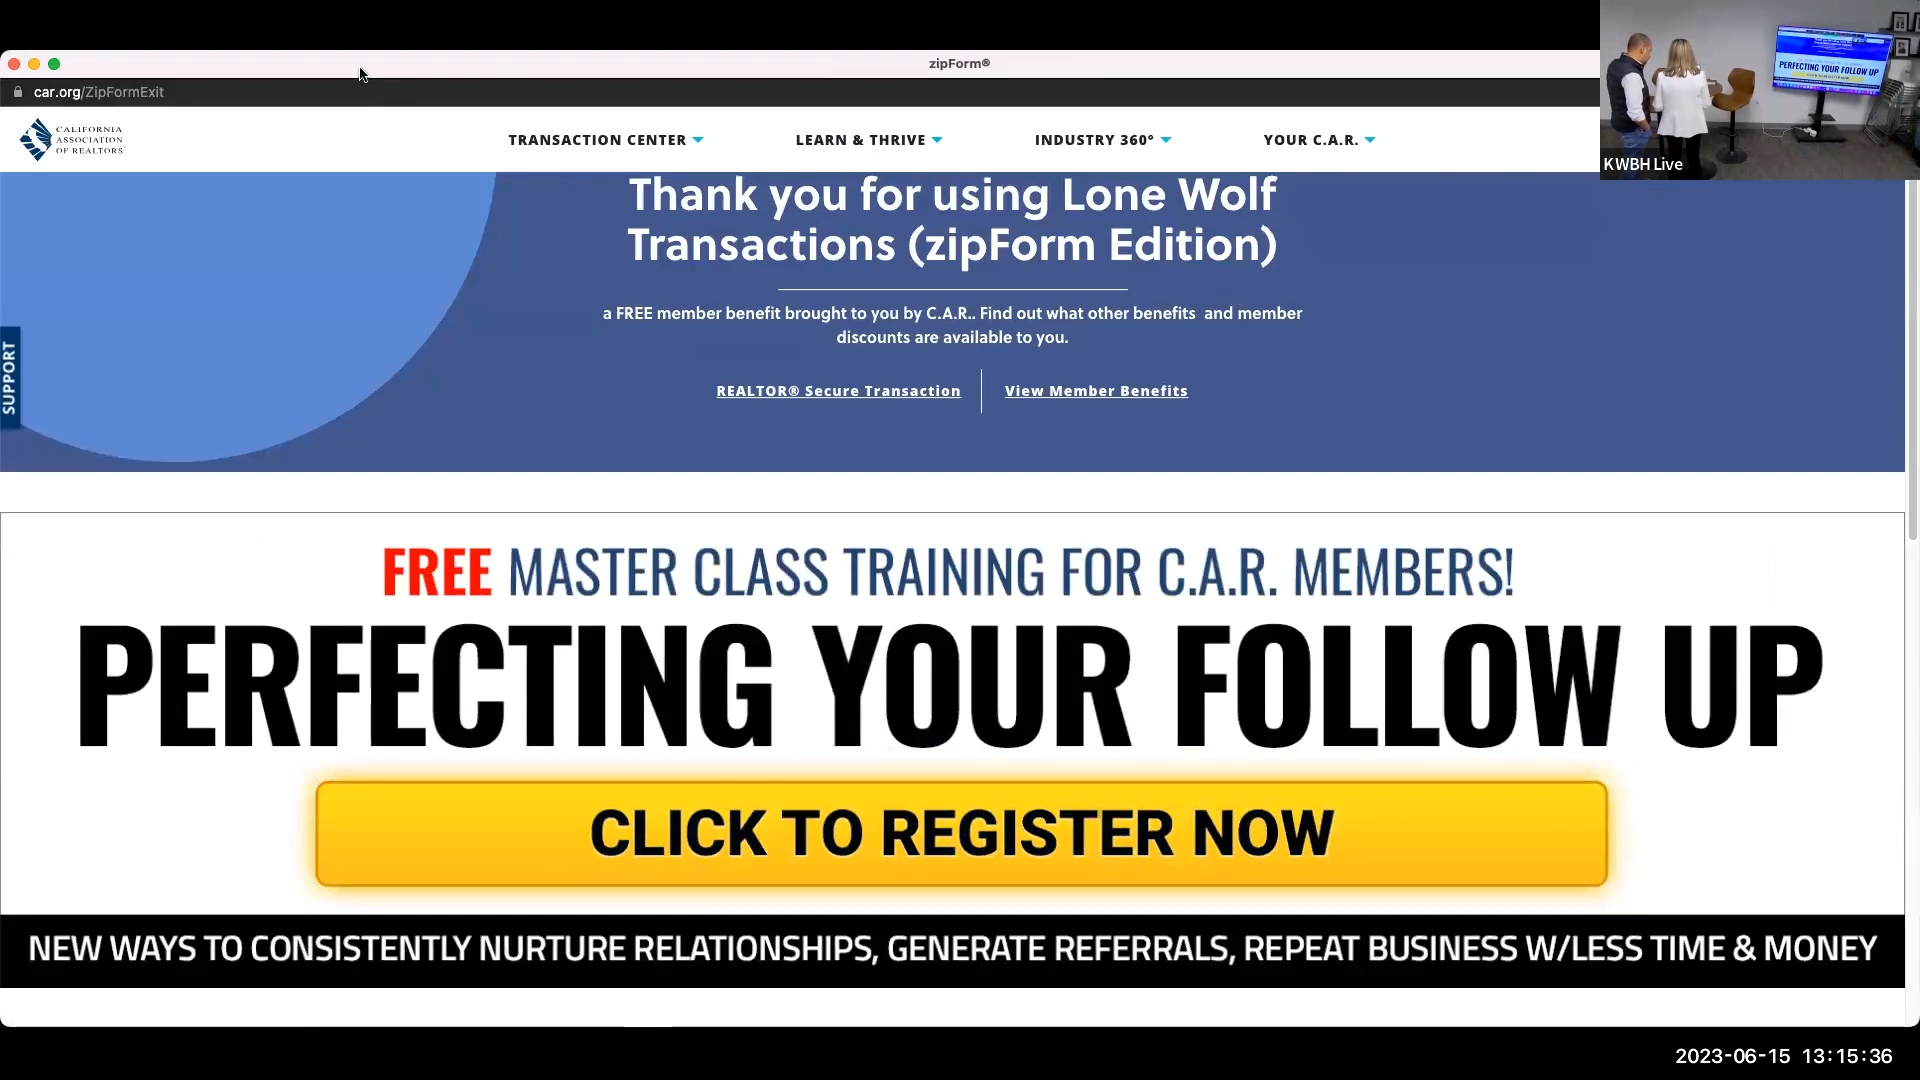 zipForm®
car.org/ZipFormExit
CALIFORNIA
ASSOCIATION
OF REALTORS
TRANSACTION CENTER
LEARN & THRIVE
INDUSTRY 360°
YOUR C.A.R.
PERFECTING YOUR FOLLOW UP
KWBH Live
Thank you for using Lone Wolf
Transactions (zipForm Edition)
a FREE member benefit brought to you by C.A.R.. Find out what other benefits and member
discounts are available to you.
REALTOR® Secure Transaction
View Member Benefits
SUPPORT
FREE MASTER CLASS TRAINING FOR C.A.R. MEMBERS!
PERFECTING YOUR FOLLOW UP
CLICK TO REGISTER NOW
NEW WAYS TO CONSISTENTLY NURTURE RELATIONSHIPS, GENERATE REFERRALS, REPEAT BUSINESS W/LESS TIME & MONEY
2023-06-15 13:15:36